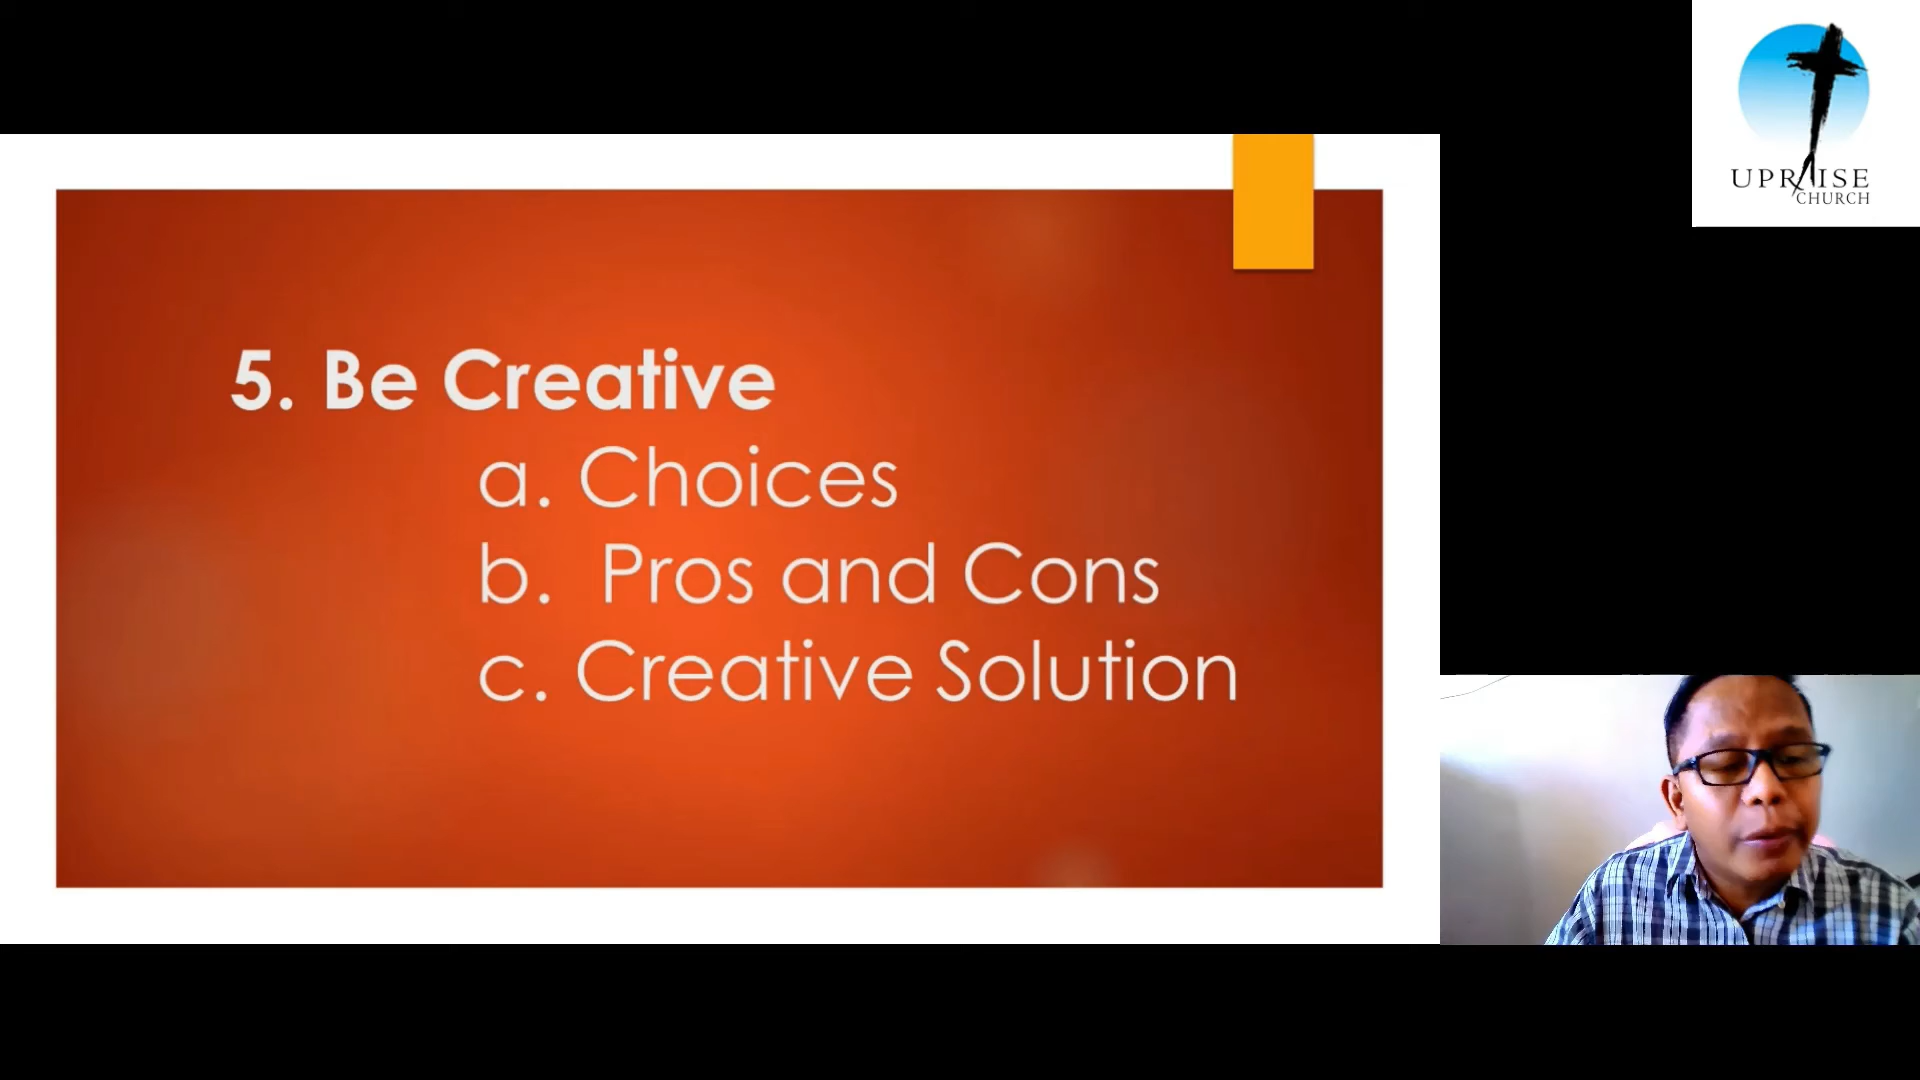 5. Be Creative
a. Choices
b. Pros and Cons
c. Creative Solution
UPRAISE
CHURCH